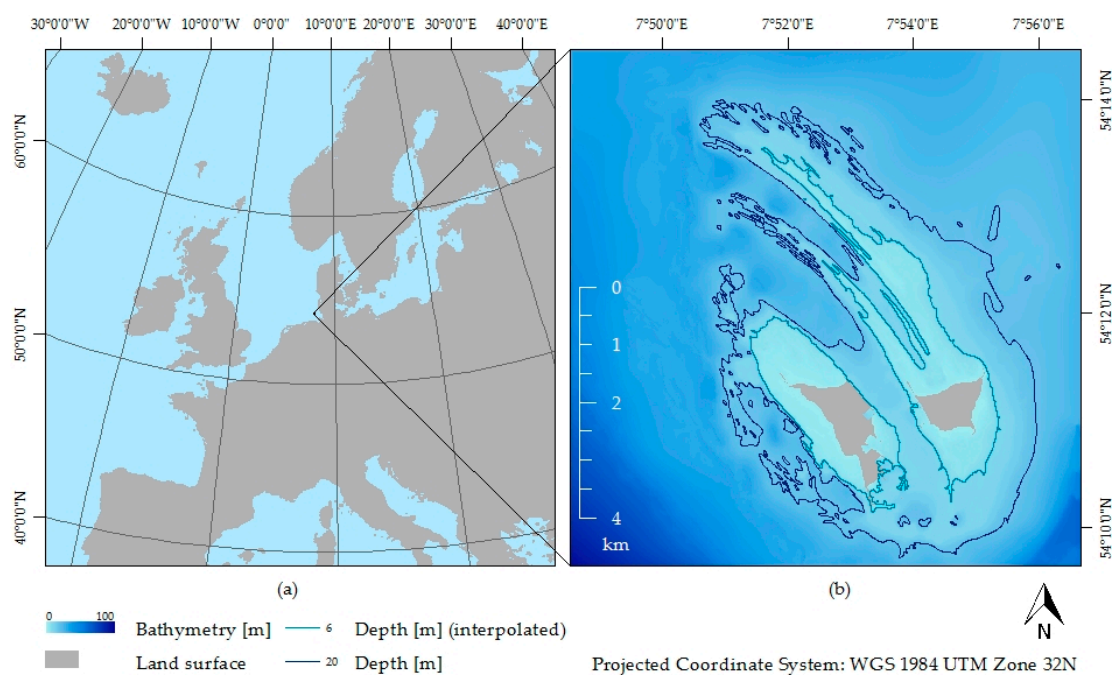 30°0'0"W 20°0'0"W 10°0'0"W 0°0'0" 10°0'0"E 20°0'0"E 30°0'0"E 40°0'0"E
7°50'0"E 7°52'0"E 7°54'0"E 7°56'0"E
60°0'0"N
50°0'0"N
40°0'0"N
54°14'0"N
54°12'0"N
54°10'0"N
0
1
2
4
km
(a)
(b)
0 100
Bathymetry [m]
6 Depth [m] (interpolated)
Land surface
20 Depth [m]
N
Projected Coordinate System: WGS 1984 UTM Zone 32N